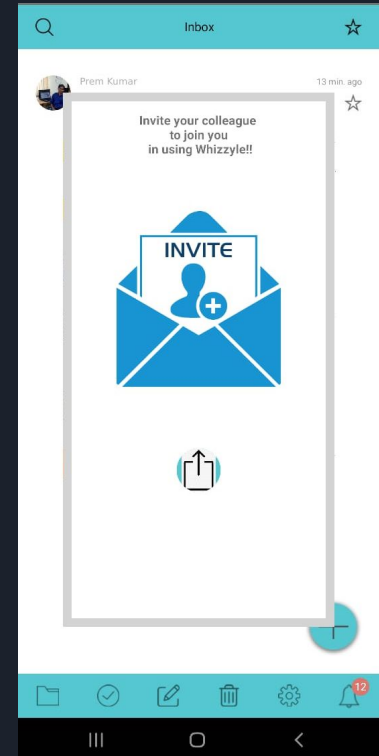 Inbox
Prem Kumar
13 min. ago
Invite your colleague
to join you
in using Whizzyle!!
INVITE
12